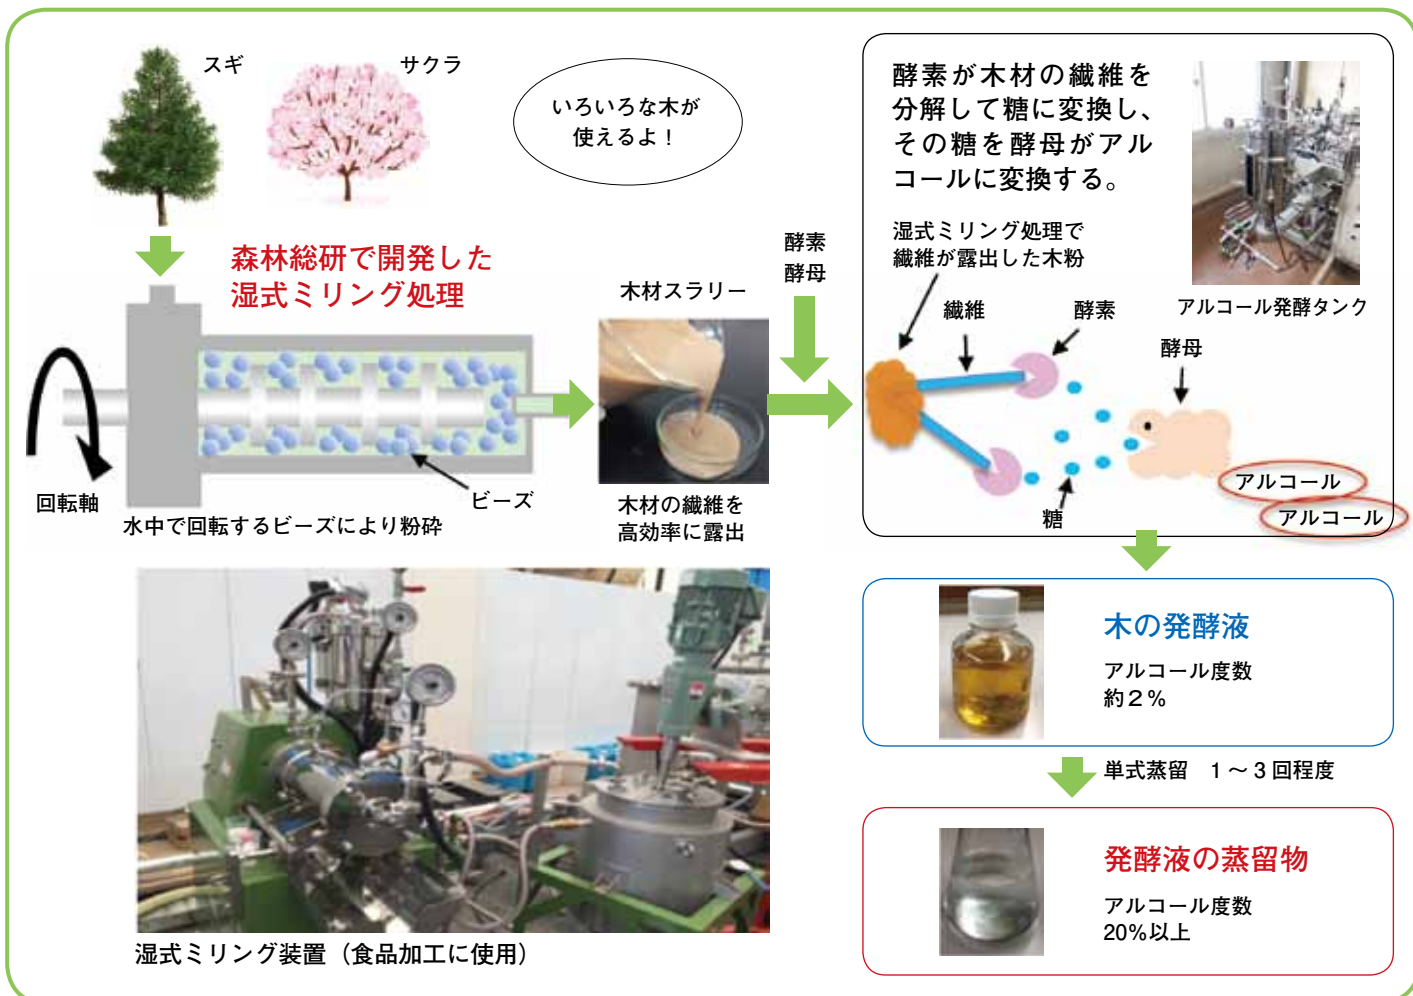 スギ
サクラ
いろいろな木が
使えるよ！
森林総研で開発した
湿式ミリング処理
回転軸
ビーズ
水中で回転するビーズにより粉砕
木材スラリー
木材の繊維を
高効率に露出
酵素
酵母
酵素が木材の繊維を
分解して糖に変換し、
その糖を酵母がアル
コールに変換する。
湿式ミリング処理で
繊維が露出した木粉
アルコール発酵タンク
繊維
酵素
酵母
糖
アルコール
アルコール
木の発酵液
アルコール度数
約２％
単式蒸留　１～３回程度
発酵液の蒸留物
アルコール度数
20%以上
湿式ミリング装置（食品加工に使用）